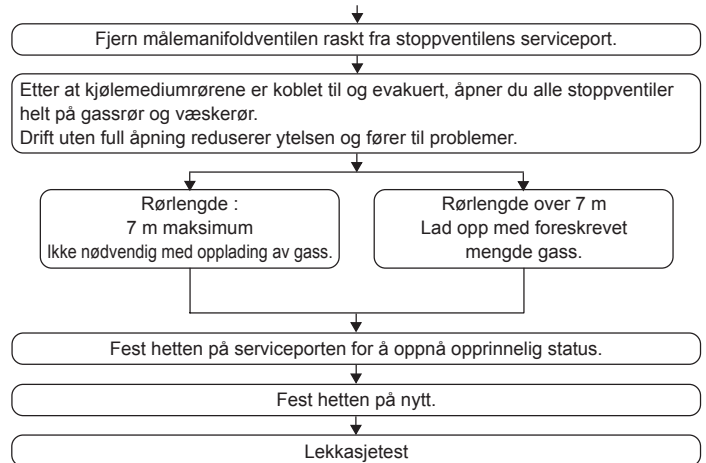 Fjern målemanifoldventilen raskt fra stoppventilens serviceport.
Etter at kjølemediumrørene er koblet til og evakuert, åpner du alle stoppventiler
helt på gassrør og væskerør.
Drift uten full åpning reduserer ytelsen og fører til problemer.
Rørlengde :
7 m maksimum
Ikke nødvendig med opplading av gass.
Rørlengde over 7 m
Lad opp med foreskrevet
mengde gass.
Fest hetten på serviceporten for å oppnå opprinnelig status.
Fest hetten på nytt.
Lekkasjetest